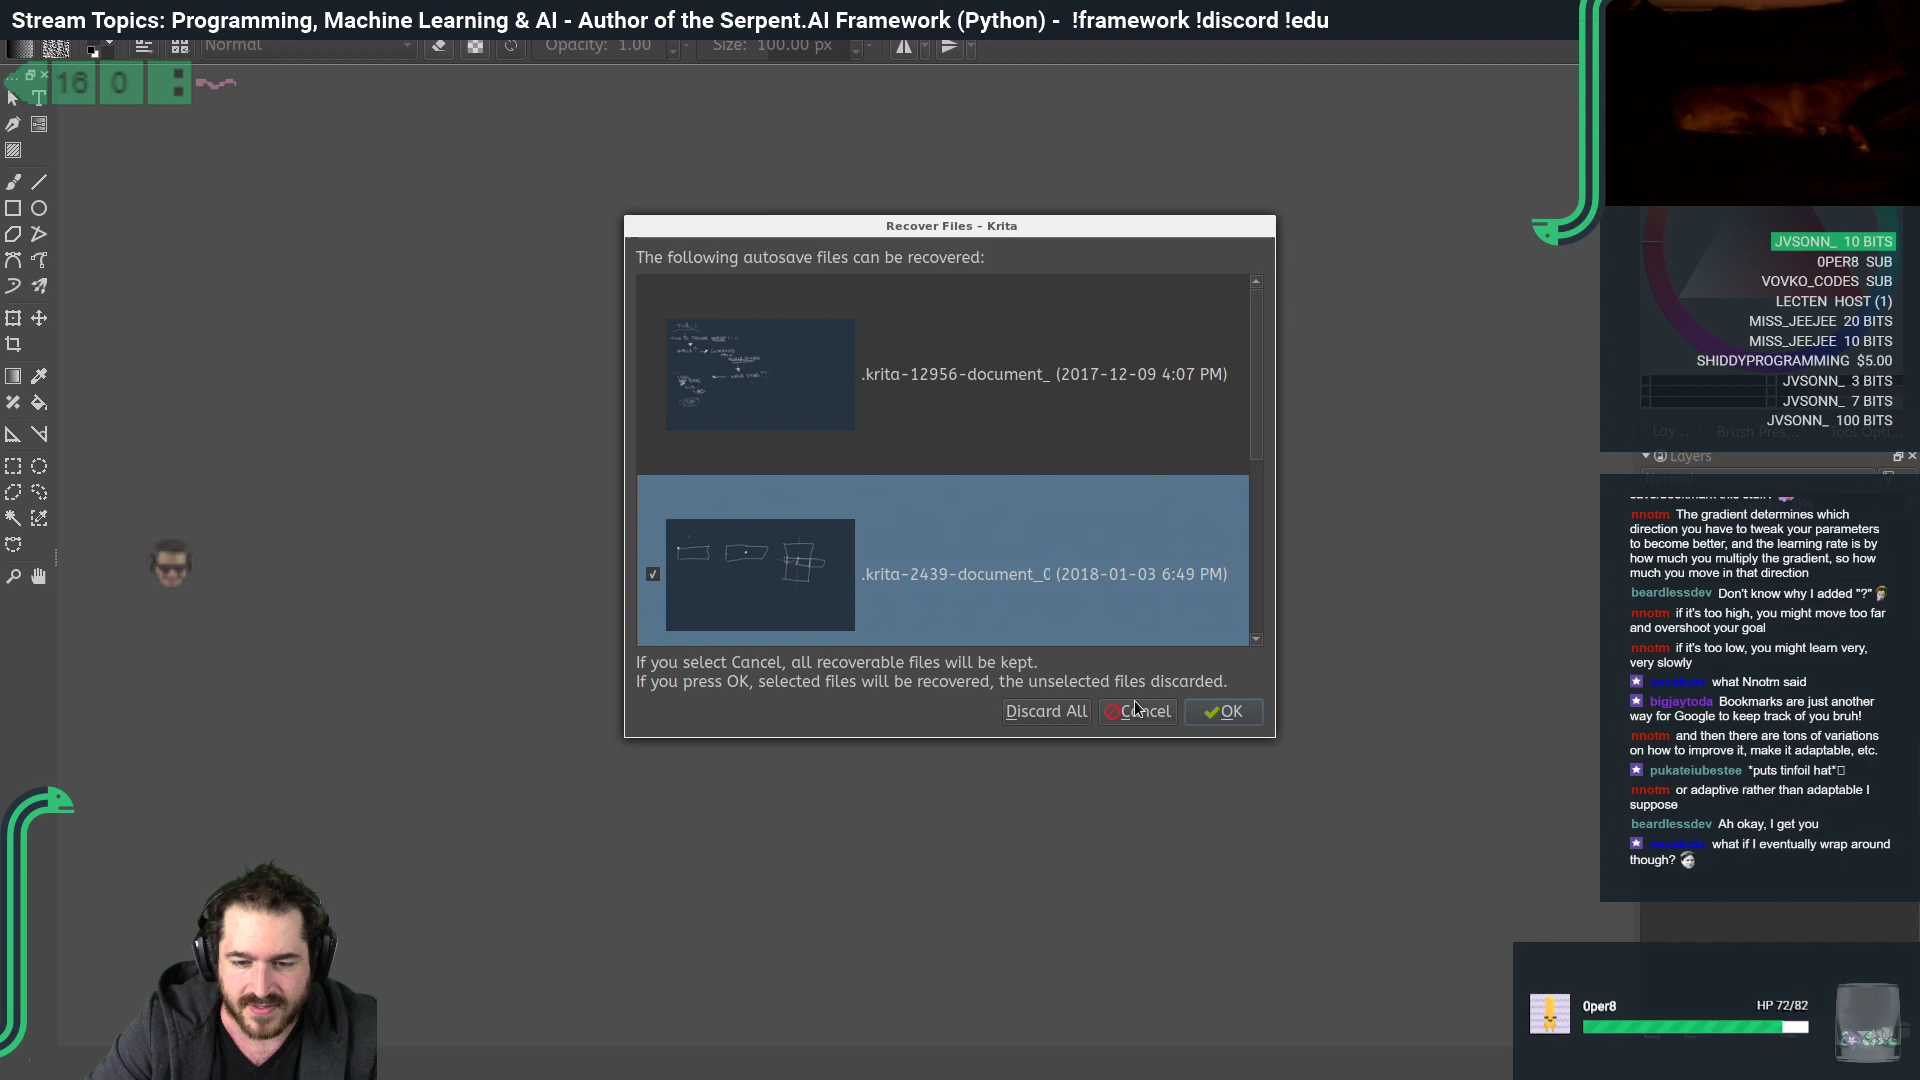 Stream Topics: Programming, Machine Learning & AI - Author of the Serpent.AI Framework (Python) -  !framework !discord !edu
Normal
Opacity: 1.00
Size: 100.00 px
16 0 :
Recover Files - Krita
The following autosave files can be recovered:
.krita-12956-document_ (2017-12-09 4:07 PM)
.krita-2439-document_0 (2018-01-03 6:49 PM)
If you select Cancel, all recoverable files will be kept.
If you press OK, selected files will be recovered, the unselected files discarded.
Discard All
Cancel
OK
JVSONN_ 10 BITS
0PER8 SUB
VOVKO_CODES SUB
LECTEN HOST (1)
MISS_JEEJEE 20 BITS
MISS_JEEJEE 10 BITS
SHIDDYPROGRAMMING $5.00
JVSONN_ 3 BITS
JVSONN_ 7 BITS
JVSONN_ 100 BITS
Lay...
Brush Pres...
Tool Opti...
Layers
Normal
nnotm The gradient determines which
direction you have to tweak your parameters
to become better, and the learning rate is by
how much you multiply the gradient, so how
much you move in that direction
beardlessdev Don't know why I added "?"
nnotm if it's too high, you might move too far
and overshoot your goal
nnotm if it's too low, you might learn very,
very slowly
what Nnotm said
bigjaytoda Bookmarks are just another
way for Google to keep track of you bruh!
nnotm and then there are tons of variations
on how to improve it, make it adaptable, etc.
pukateiubestee *puts tinfoil hat*
nnotm or adaptive rather than adaptable I
suppose
beardlessdev Ah okay, I get you
what if I eventually wrap around
though?
0per8
HP 72/82